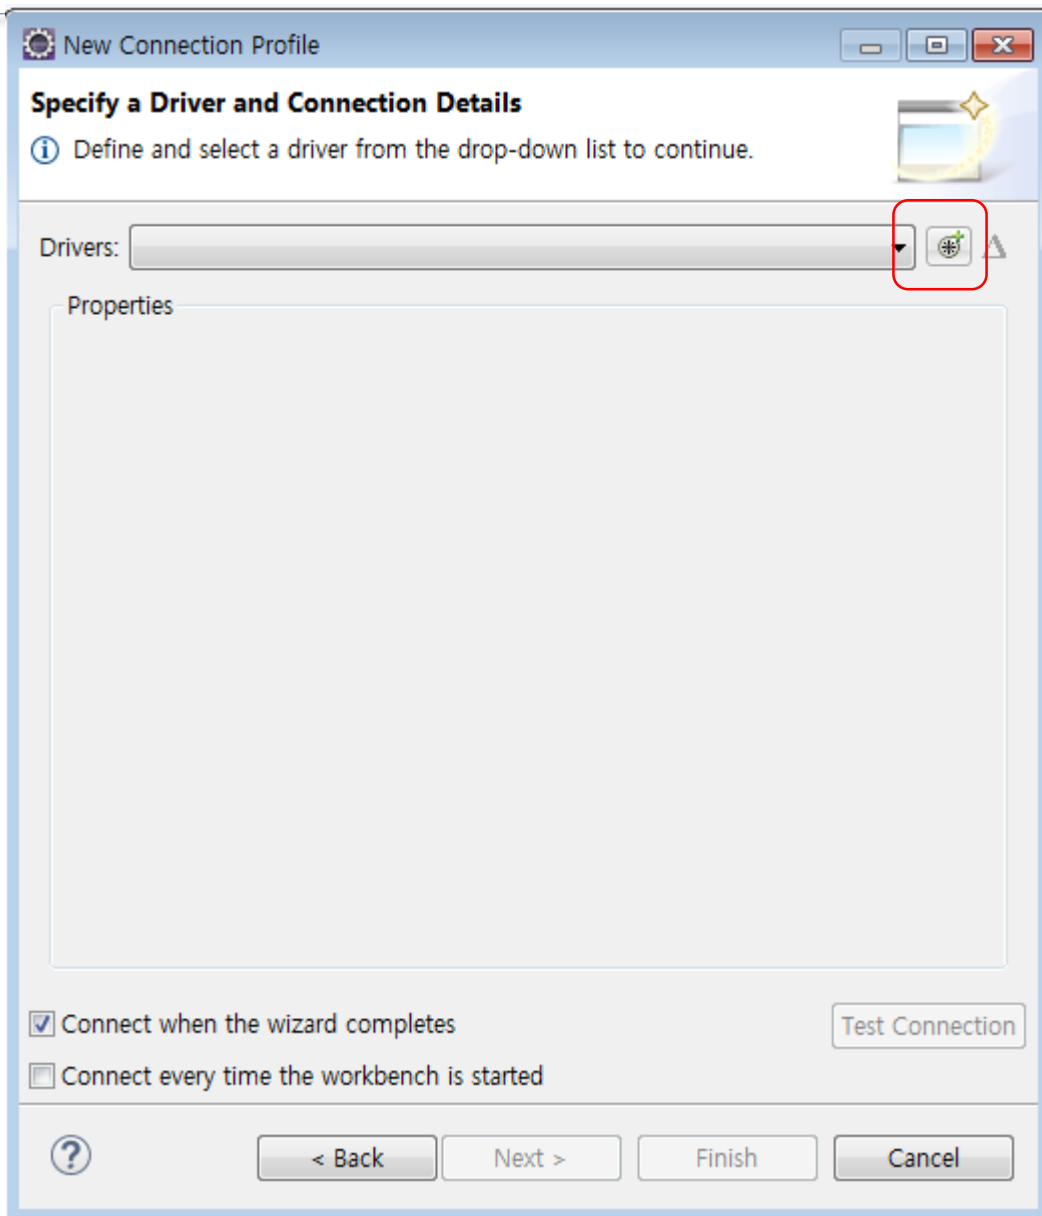 New Connection Profile
Specify a Driver and Connection Details
Define and select a driver from the drop-down list to continue.
Drivers:
Properties
Connect when the wizard completes
Test Connection
Connect every time the workbench is started
< Back
Next >
Finish
Cancel